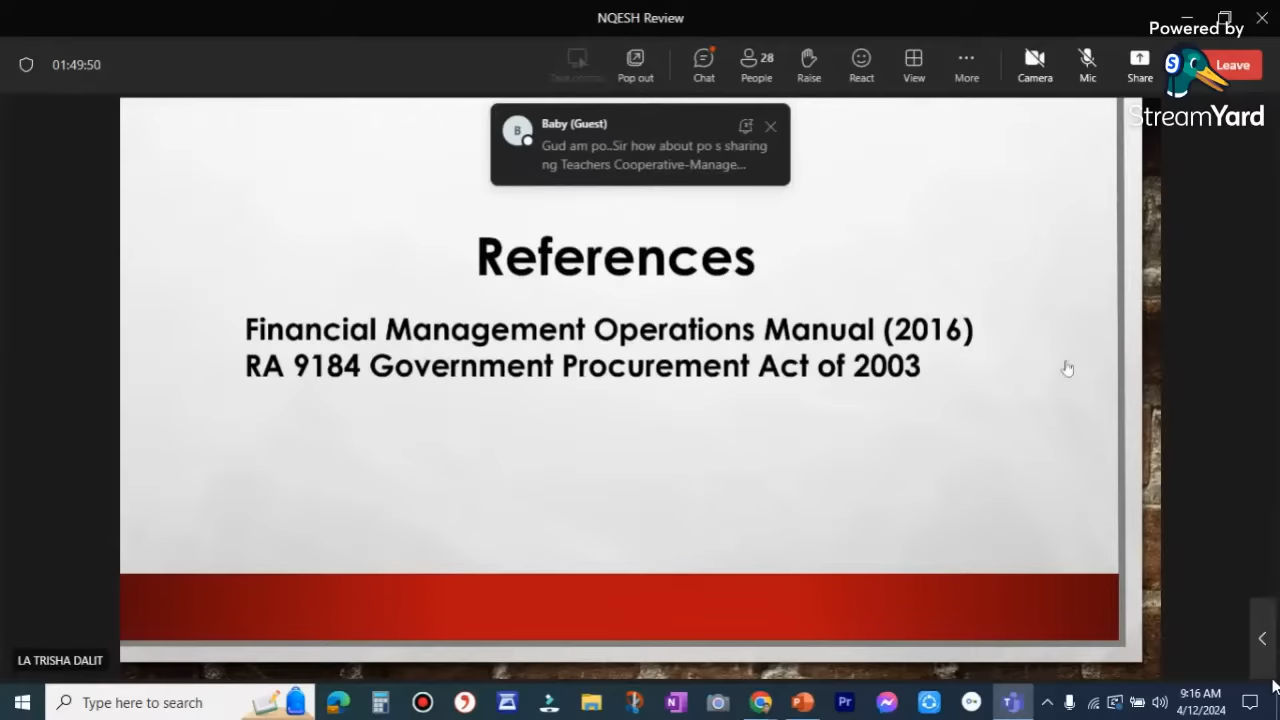 NQESH Review
Powered by
01:49:50
Pop out
Chat
28
People
Raise
React
View
More
Camera
Mic
Share
Leave
StreamYard
B
Baby (Guest)
Gud am po..Sir how about po s sharing
ng Teachers Cooperative-Manage...
References
Financial Management Operations Manual (2016)
RA 9184 Government Procurement Act of 2003
LA TRISHA DALIT
Type here to search
Pr
9:16 AM
4/12/2024